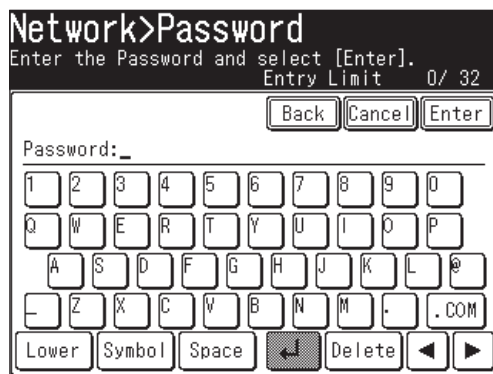 Network>Password
Enter the Password and select [Enter].
Entry Limit 0/ 32
Back Cancel Enter
Password:_
1 2 3 4 5 6 7 8 9 0
Q W E R T Y U I O P
A S D F G H J K L @
_ Z X C V B N M . .COM
Lower Symbol Space ↵ Delete ◀ ▶